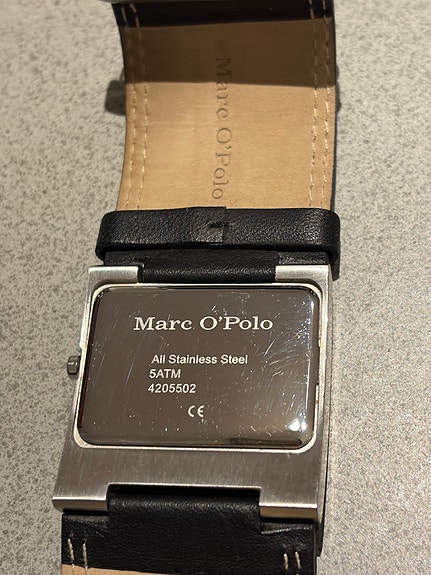 Marc O'Polo
Marc O'Polo
All Stainless Steel
5ATM
4205502
CE